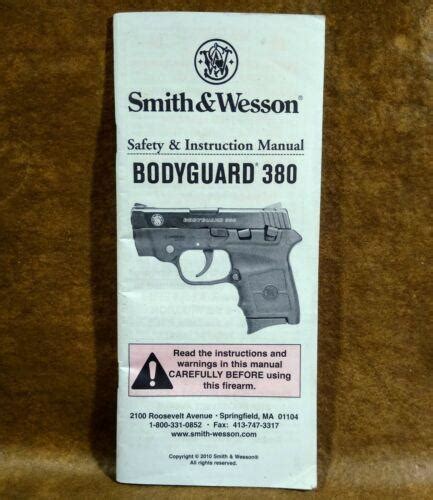 Smith & Wesson®
Safety & Instruction Manual
BODYGUARD® 380
BODYGUARD 380
Read the instructions and
warnings in this manual
CAREFULLY BEFORE using
this firearm.
2100 Roosevelt Avenue • Springfield, MA 01104
1-800-331-0852 • Fax: 413-747-3317
www.smith-wesson.com
Copyright © 2010 Smith & Wesson®
All rights reserved.